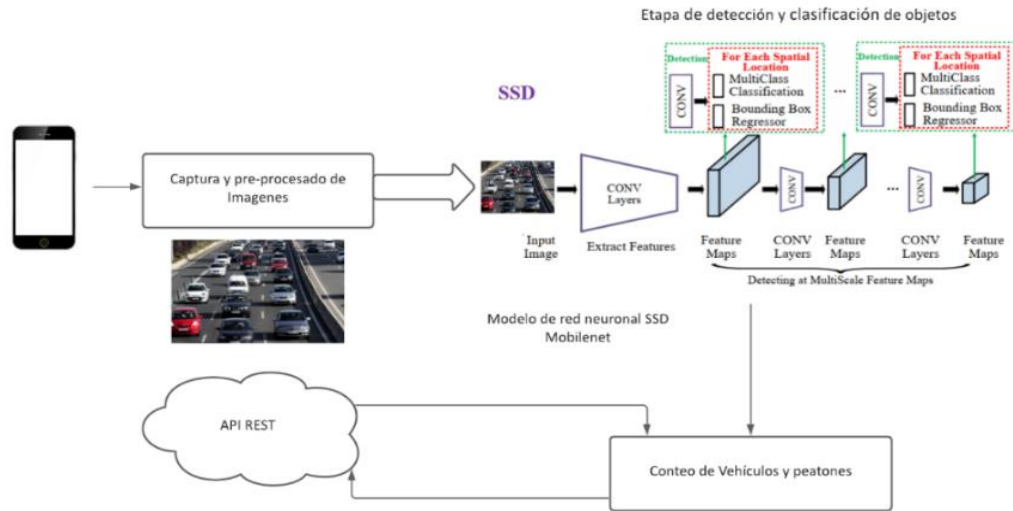 Etapa de detección y clasificación de objetos
Detection
For Each Spatial
Location
CONV
MultiClass
Classification
Bounding Box
Regressor
...
Detection
For Each Spatial
Location
CONV
MultiClass
Classification
Bounding Box
Regressor
SSD
Captura y pre-procesado de
Imagenes
CONV
Layers
CONV
...
CONV
Input
Image
Extract Features
Feature
Maps
CONV
Layers
Feature
Maps
CONV
Layers
Feature
Maps
Detecting at MultiScale Feature Maps
Modelo de red neuronal SSD
Mobilenet
API REST
Conteo de Vehículos y peatones